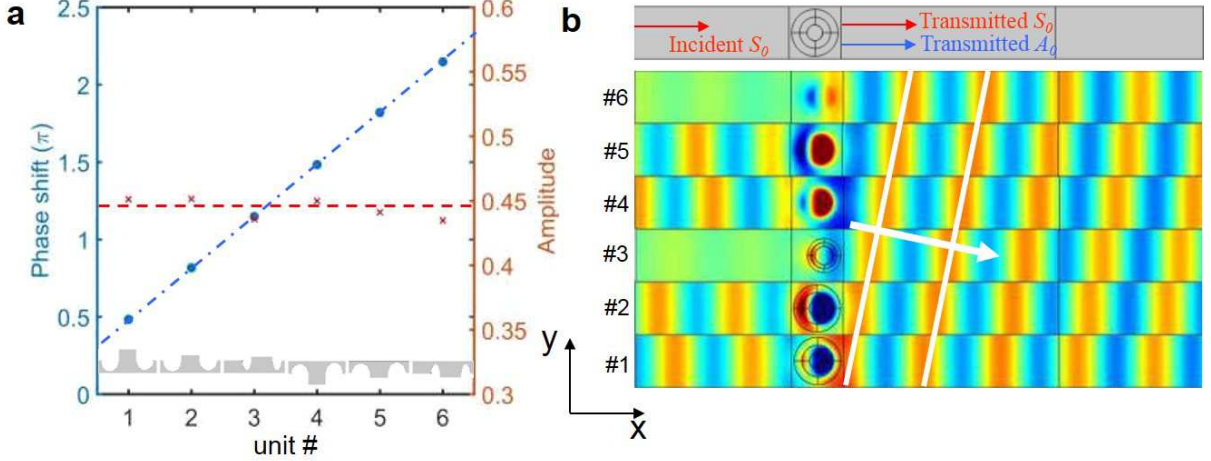 a
2.5
2
1.5
1
0.5
0
Phase shift (π)
0.6
0.55
0.5
0.45
0.4
0.35
0.3
Amplitude
1 2 3 4 5 6
unit #
b
Incident S0
Transmitted S0
Transmitted A0
#6
#5
#4
#3
#2
#1
y
x